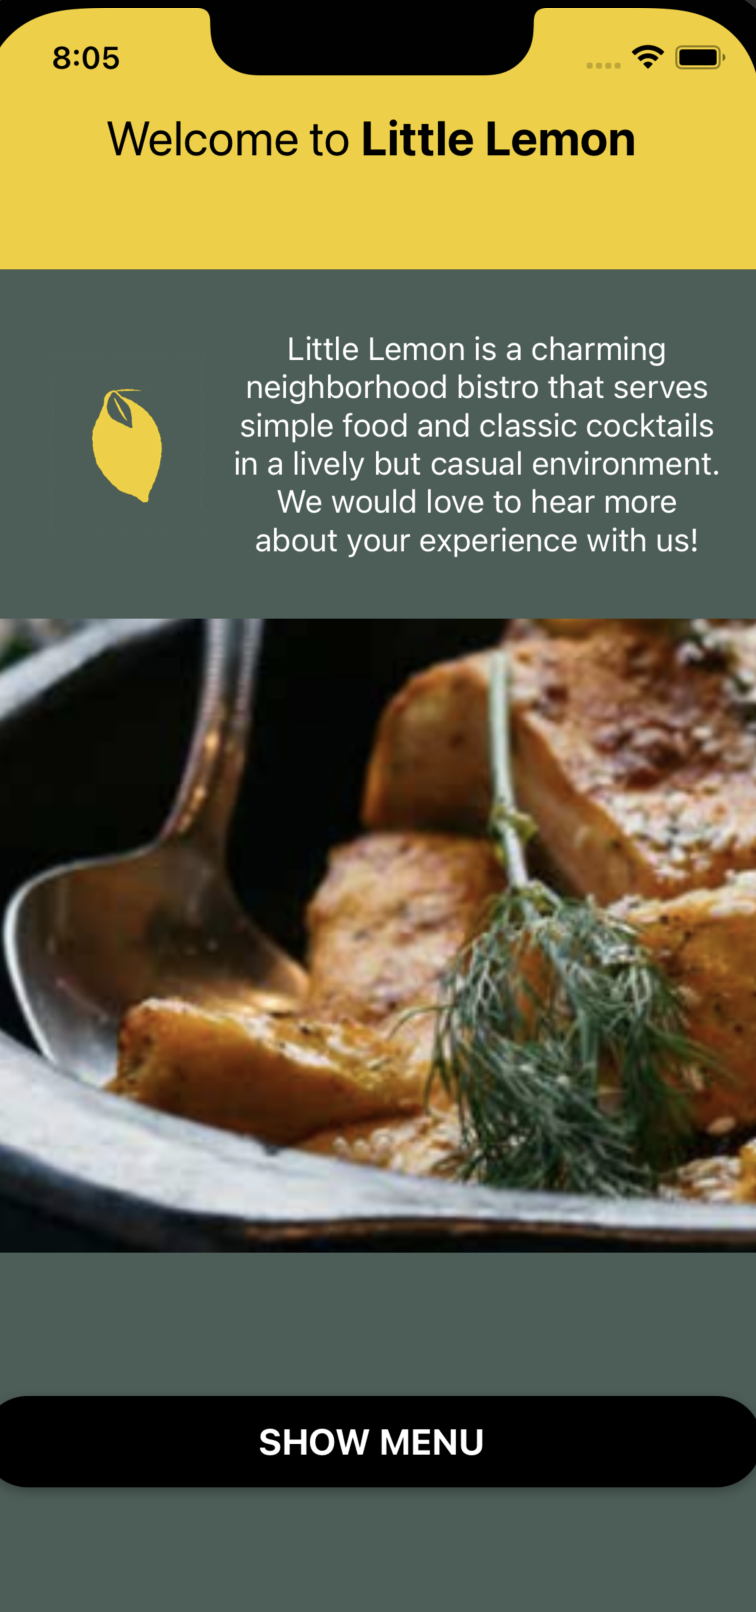 8:05
Welcome to Little Lemon
Little Lemon is a charming
neighborhood bistro that serves
simple food and classic cocktails
in a lively but casual environment.
We would love to hear more
about your experience with us!
SHOW MENU